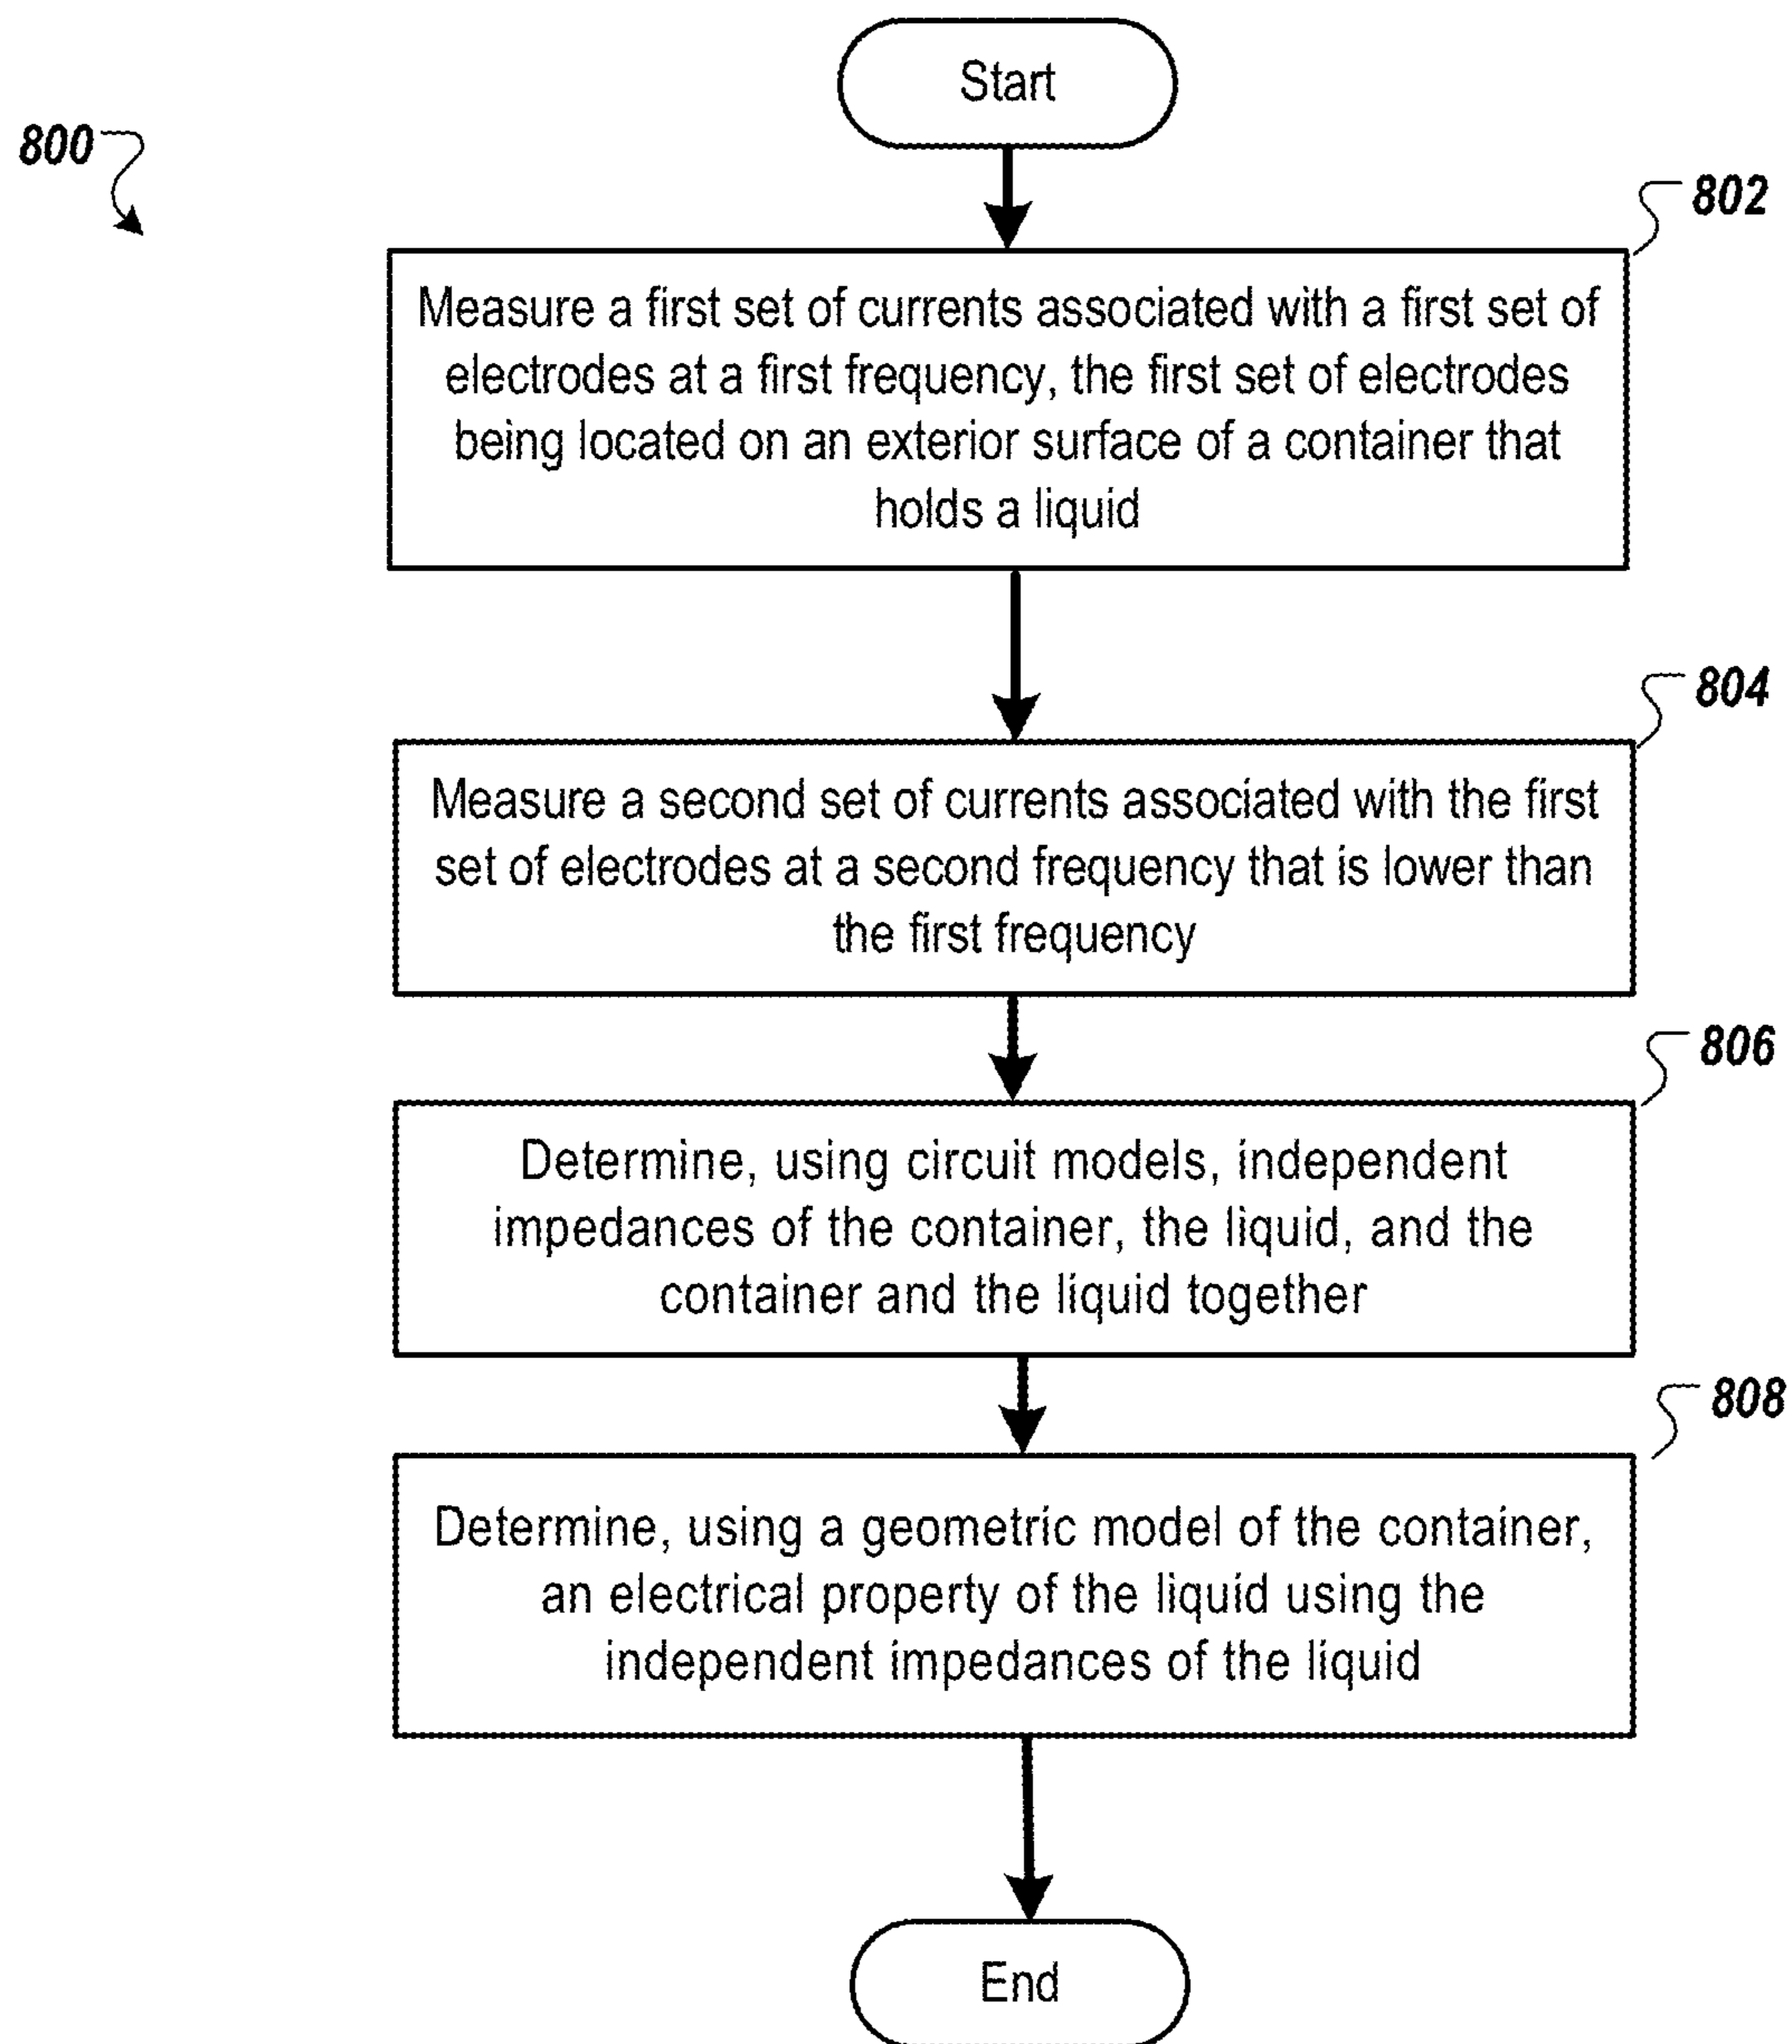 Start
800
802
Measure a first set of currents associated with a first set of
electrodes at a first frequency, the first set of electrodes
being located on an exterior surface of a container that
holds a liquid
804
Measure a second set of currents associated with the first
set of electrodes at a second frequency that is lower than
the first frequency
806
Determine, using circuit models, independent
impedances of the container, the liquid, and the
container and the liquid together
808
Determine, using a geometric model of the container,
an electrical property of the liquid using the
independent impedances of the liquid
End